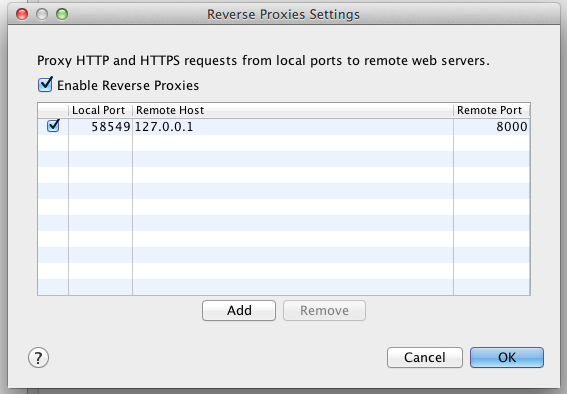 Reverse Proxies Settings
Proxy HTTP and HTTPS requests from local ports to remote web servers.
Enable Reverse Proxies
Local Port Remote Host Remote Port
58549 127.0.0.1 8000
Add Remove
? Cancel OK